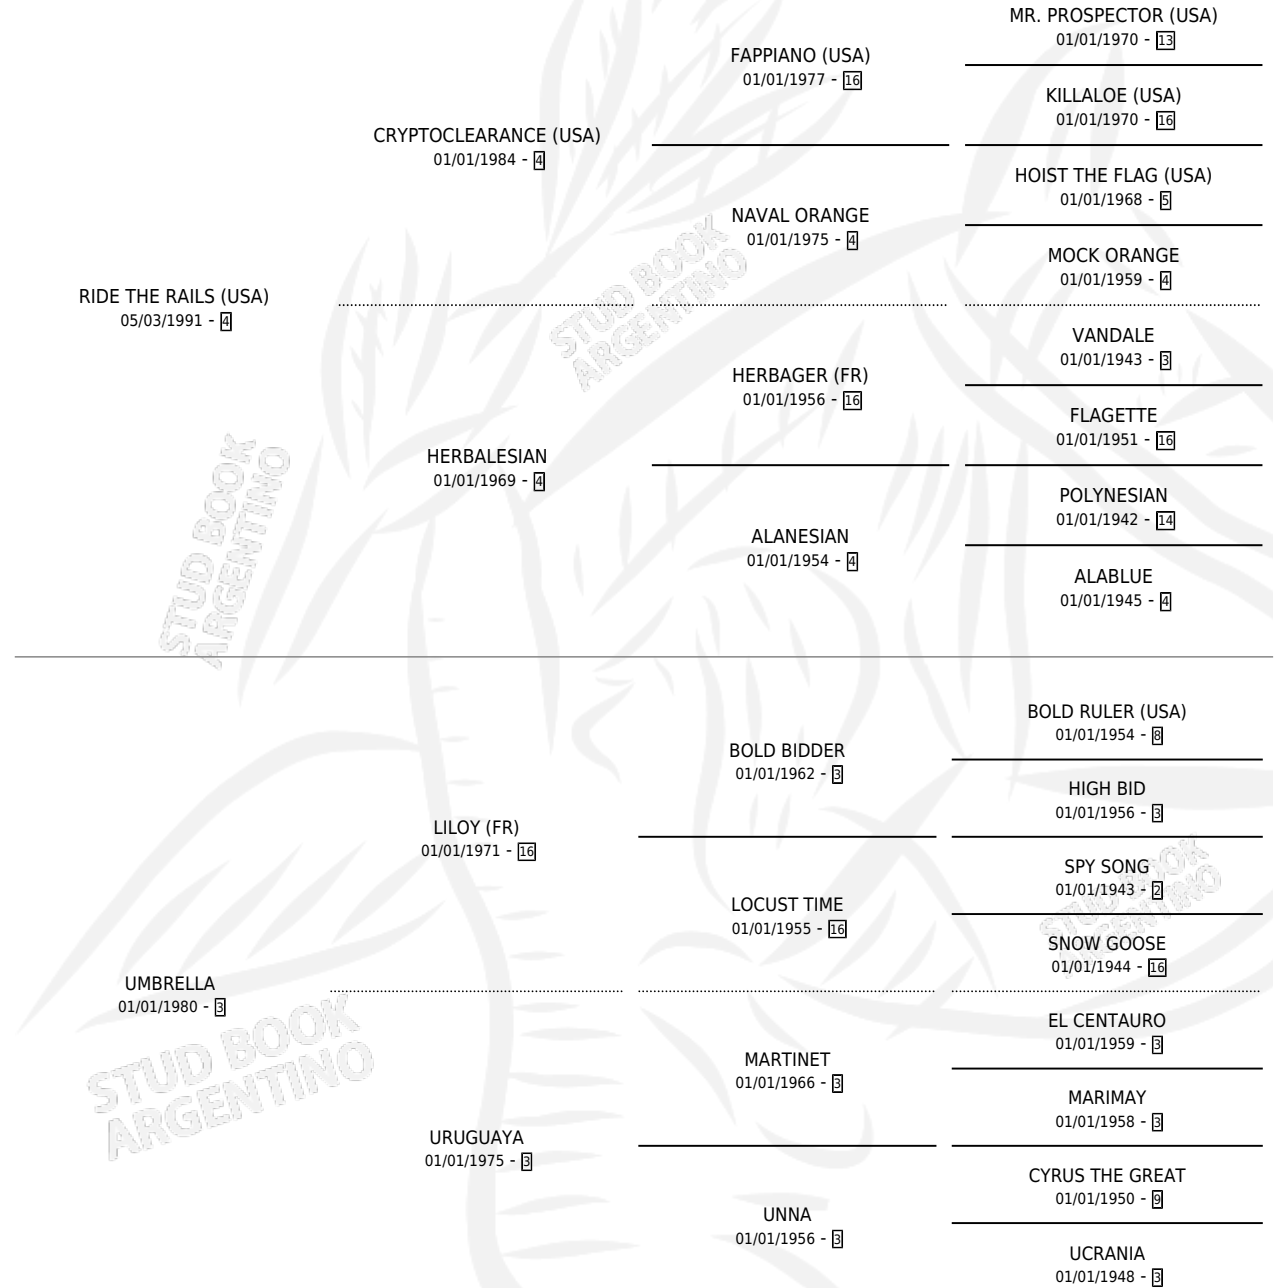 MR. PROSPECTOR (USA)
01/01/1970 - 13
FAPPIANO (USA)
01/01/1977 - 16
KILLALOE (USA)
01/01/1970 - 16
CRYPTOCLEARANCE (USA)
01/01/1984 - 4
HOIST THE FLAG (USA)
01/01/1968 - 5
NAVAL ORANGE
01/01/1975 - 4
MOCK ORANGE
01/01/1959 - 4
RIDE THE RAILS (USA)
05/03/1991 - 4
STUD BOOK
ARGENTINO
VANDALE
01/01/1943 - 3
HERBAGER (FR)
01/01/1956 - 16
FLAGETTE
01/01/1951 - 16
HERBALESIAN
01/01/1969 - 4
POLYNESIAN
01/01/1942 - 14
ALANESIAN
01/01/1954 - 4
ALABLUE
01/01/1945 - 4
STUD BOOK
ARGENTINO
BOLD RULER (USA)
01/01/1954 - 8
BOLD BIDDER
01/01/1962 - 3
HIGH BID
01/01/1956 - 3
LILOY (FR)
01/01/1971 - 16
SPY SONG
01/01/1943 - 2
LOCUST TIME
01/01/1955 - 16
SNOW GOOSE
01/01/1944 - 16
STUD BOOK
ARGENTINO
UMBRELLA
01/01/1980 - 3
EL CENTAURO
01/01/1959 - 3
MARTINET
01/01/1966 - 3
MARIMAY
01/01/1958 - 3
STUD BOOK
ARGENTINO
URUGUAYA
01/01/1975 - 3
CYRUS THE GREAT
01/01/1950 - 9
UNNA
01/01/1956 - 3
UCRANIA
01/01/1948 - 3